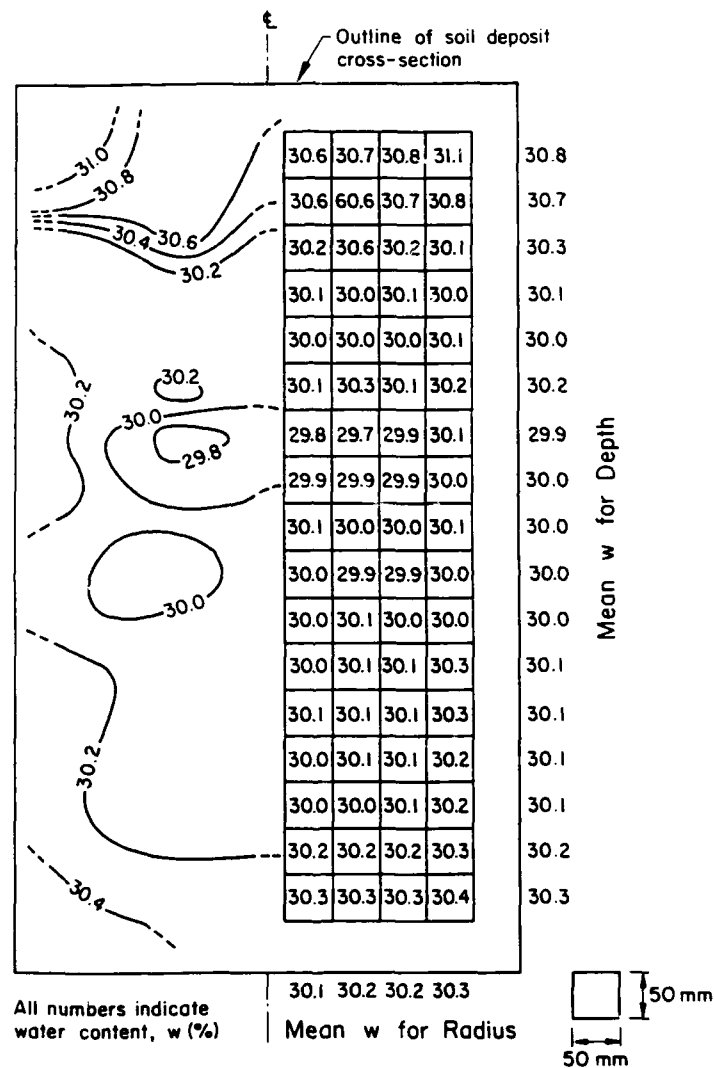 ℄
Outline of soil deposit
cross-section
31.0
30.8
30.6
30.4
30.2
30.2
30.2
30.0
29.8
30.0
30.2
30.4
30.6 30.7 30.8 31.1 30.8
30.6 60.6 30.7 30.8 30.7
30.2 30.6 30.2 30.1 30.3
30.1 30.0 30.1 30.0 30.1
30.0 30.0 30.0 30.1 30.0
30.1 30.3 30.1 30.2 30.2
29.8 29.7 29.9 30.1 29.9
29.9 29.9 29.9 30.0 30.0
30.1 30.0 30.0 30.1 30.0
30.0 29.9 29.9 30.0 30.0
30.0 30.1 30.0 30.0 30.0
30.0 30.1 30.1 30.3 30.1
30.1 30.1 30.1 30.3 30.1
30.0 30.1 30.1 30.2 30.1
30.0 30.0 30.1 30.2 30.1
30.2 30.2 30.2 30.3 30.2
30.3 30.3 30.3 30.4 30.3
Mean w for Depth
30.1 30.2 30.2 30.3
Mean w for Radius
All numbers indicate
water content, w (%)
50 mm
50 mm